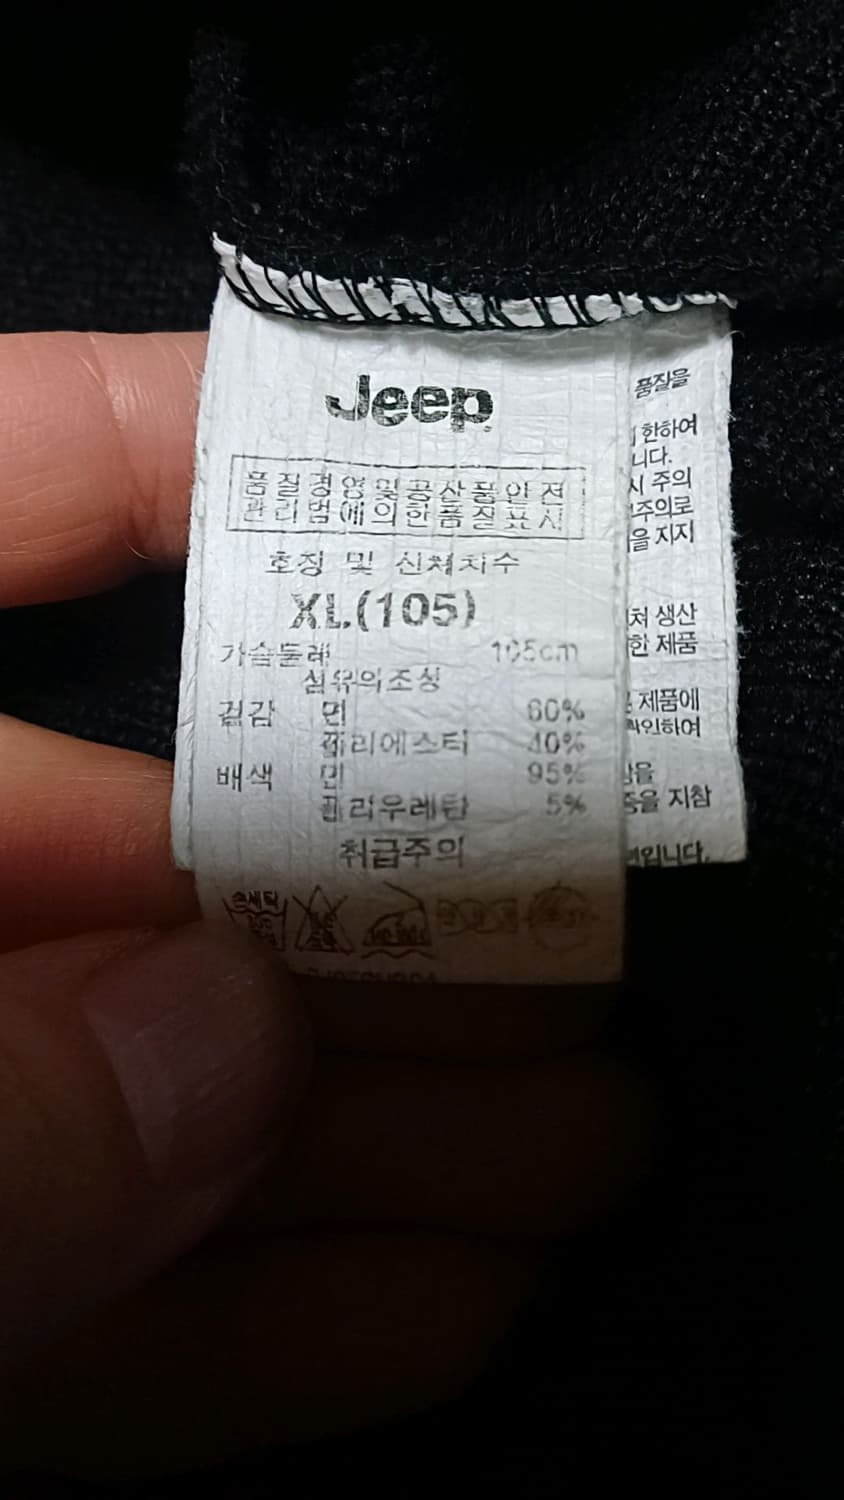 Jeep
품질경영및공산품안전
관리법에의한품질표시
호칭 및 신체치수
XL(105)
가슴둘레 105cm
섬유의조성
겉감 면 60%
폴리에스터 40%
배색 면 95%
폴리우레탄 5%
취급주의
손세탁
품질을
한하여
니다.
시 주의
주의로
을 지지
처 생산
한 제품
제품에
확인하여
을
증을 지참
입니다.